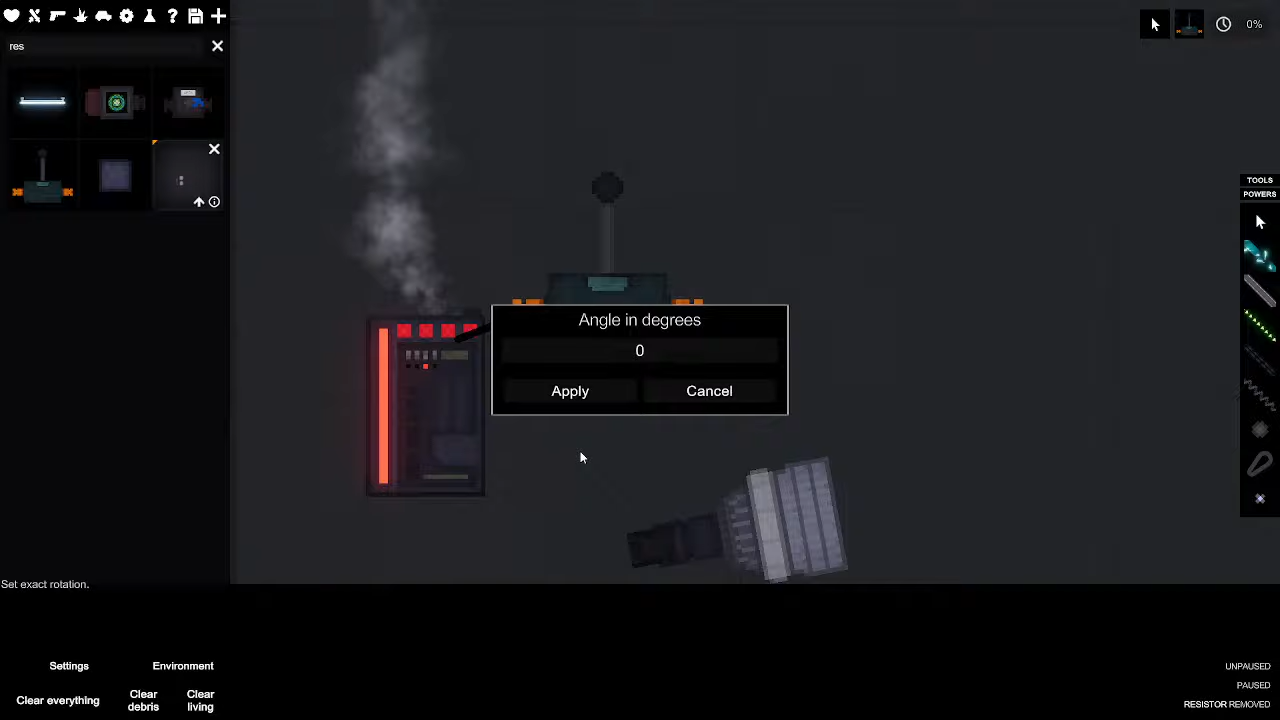 0%
res
TOOLS
POWERS
Angle in degrees
0
Apply
Cancel
Set exact rotation.
Settings
Environment
Clear everything
Clear debris
Clear living
UNPAUSED
PAUSED
RESISTOR REMOVED